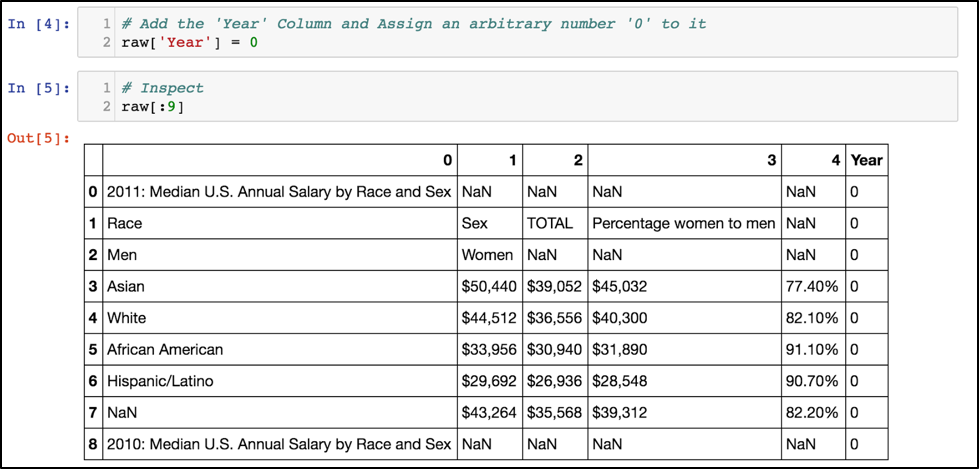 In [4]: 1 # Add the 'Year' Column and Assign an arbitrary number '0' to it
2 raw['Year'] = 0
In [5]: 1 # Inspect
2 raw[:9]
Out[5]:
0 1 2 3 4 Year
0 2011: Median U.S. Annual Salary by Race and Sex NaN NaN NaN NaN 0
1 Race Sex TOTAL Percentage women to men NaN 0
2 Men Women NaN NaN NaN 0
3 Asian $50,440 $39,052 $45,032 77.40% 0
4 White $44,512 $36,556 $40,300 82.10% 0
5 African American $33,956 $30,940 $31,890 91.10% 0
6 Hispanic/Latino $29,692 $26,936 $28,548 90.70% 0
7 NaN $43,264 $35,568 $39,312 82.20% 0
8 2010: Median U.S. Annual Salary by Race and Sex NaN NaN NaN NaN 0